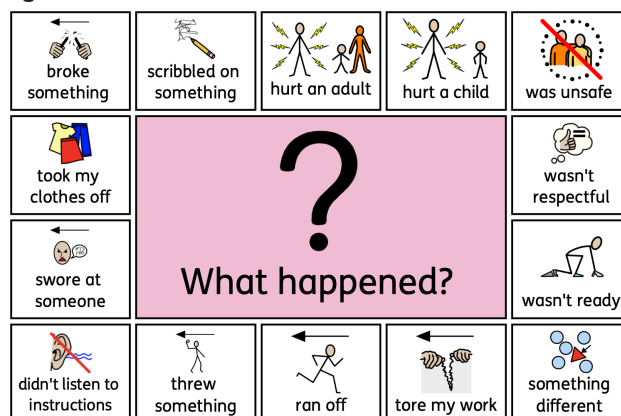 broke
something
scribbled on
something
hurt an adult
hurt a child
was unsafe
took my
clothes off
?
What happened?
wasn't
respectful
swore at
someone
wasn't ready
didn't listen to
instructions
threw
something
ran off
tore my work
something
different